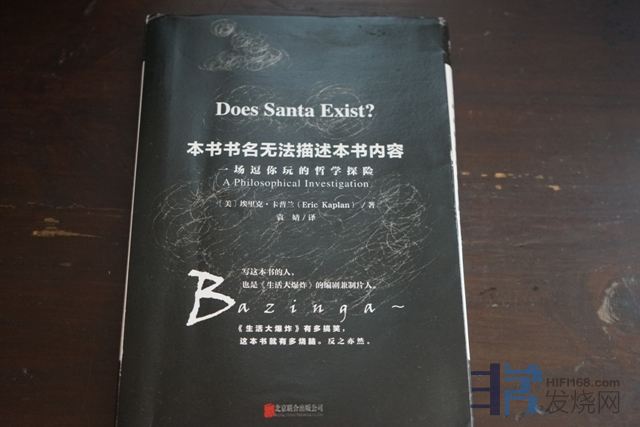 Does Santa Exist?
本书书名无法描述本书内容
一场逗你玩的哲学探险
A Philosophical Investigation
[美] 埃里克·卡普兰（Eric Kaplan）/ 著
袁婧 / 译
写这本书的人，
也是《生活大爆炸》的编剧兼制片人。
Bazinga~
《生活大爆炸》有多搞笑，
这本书就有多烧脑。反之亦然。
北京联合出版公司
HIFI168.com
发烧网